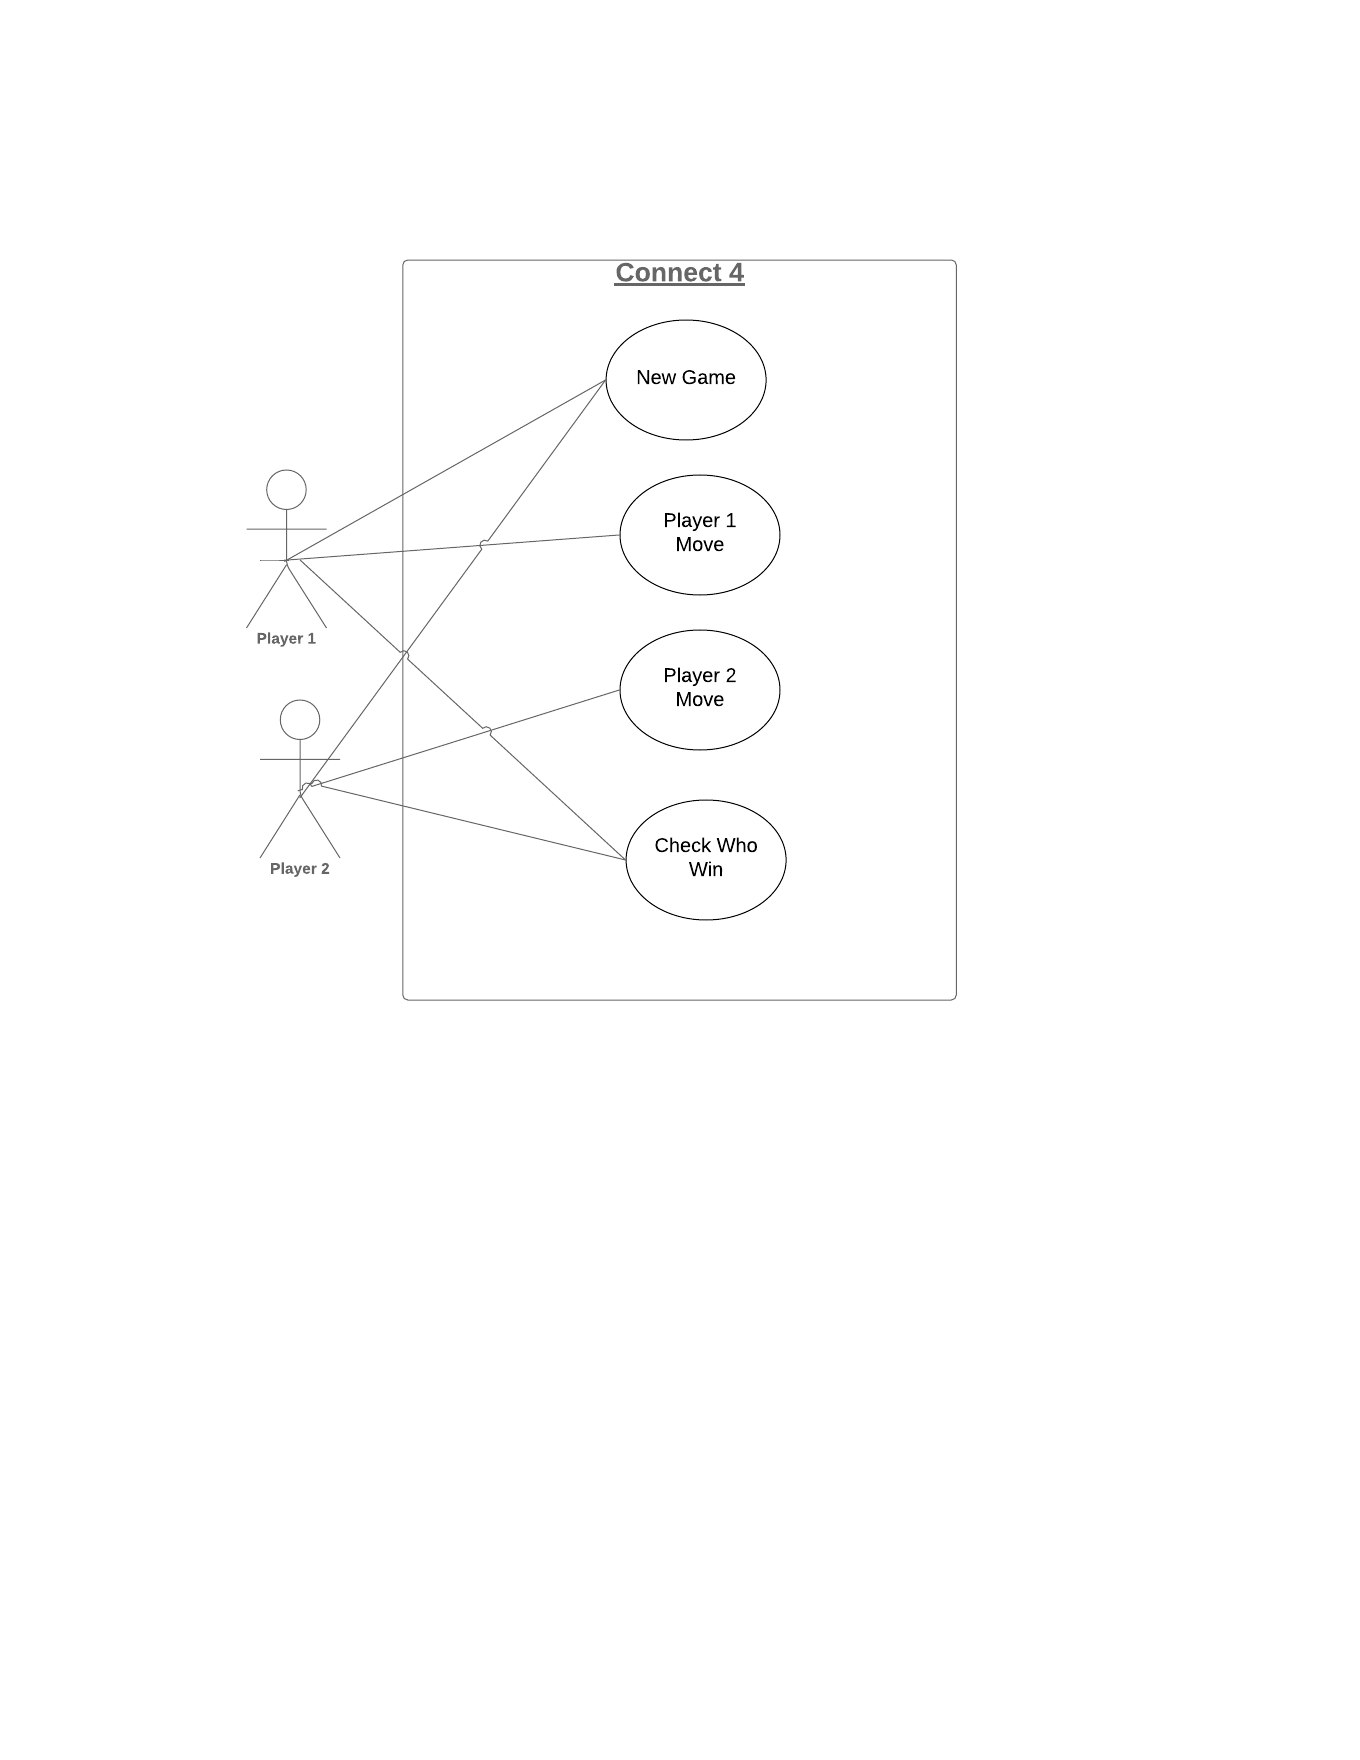 Connect 4
New Game
Player 1
Move
Player 1
Player 2
Move
Check Who
Win
Player 2